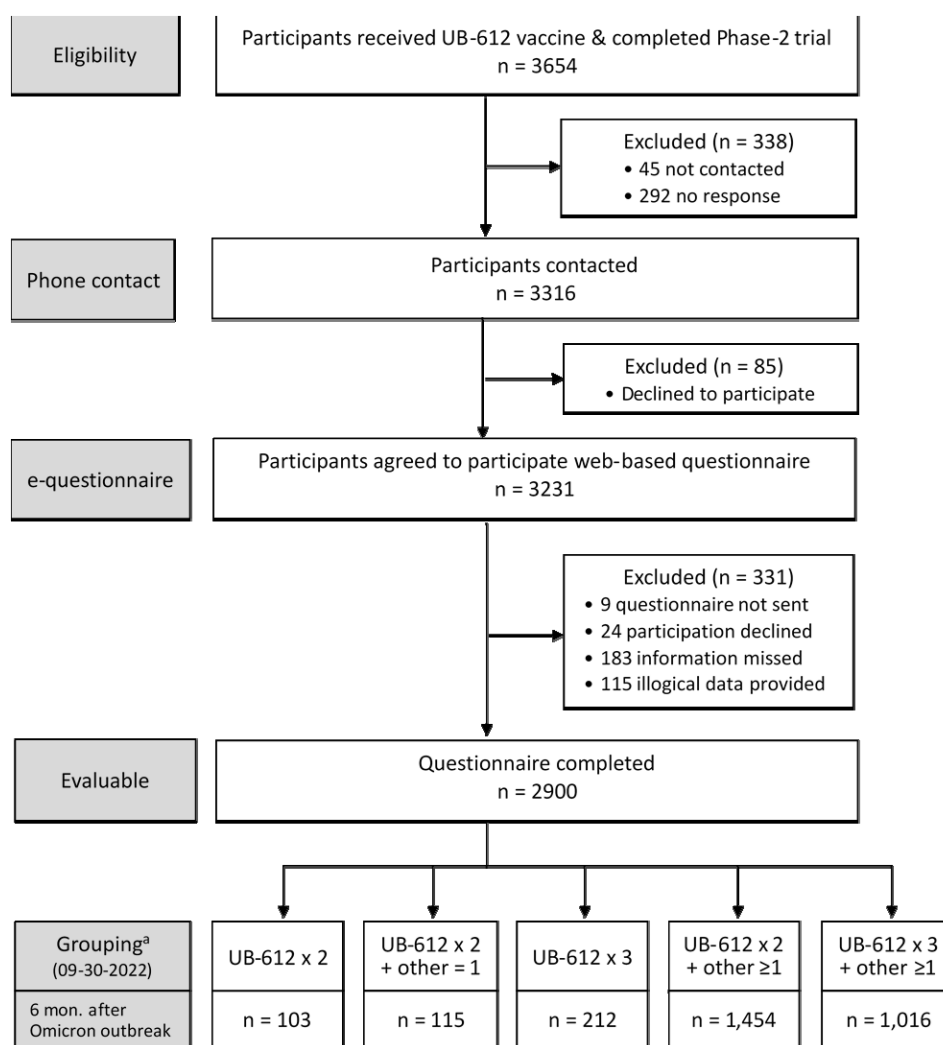 Eligibility
Participants received UB-612 vaccine & completed Phase-2 trial
n = 3654
Excluded (n = 338)
• 45 not contacted
• 292 no response
Phone contact
Participants contacted
n = 3316
Excluded (n = 85)
• Declined to participate
e-questionnaire
Participants agreed to participate web-based questionnaire
n = 3231
Excluded (n = 331)
• 9 questionnaire not sent
• 24 participation declined
• 183 information missed
• 115 illogical data provided
Evaluable
Questionnaire completed
n = 2900
Groupingᵃ
(09-30-2022)
UB-612 x 2
UB-612 x 2
+ other = 1
UB-612 x 3
UB-612 x 2
+ other ≥1
UB-612 x 3
+ other ≥1
6 mon. after
Omicron outbreak
n = 103
n = 115
n = 212
n = 1,454
n = 1,016